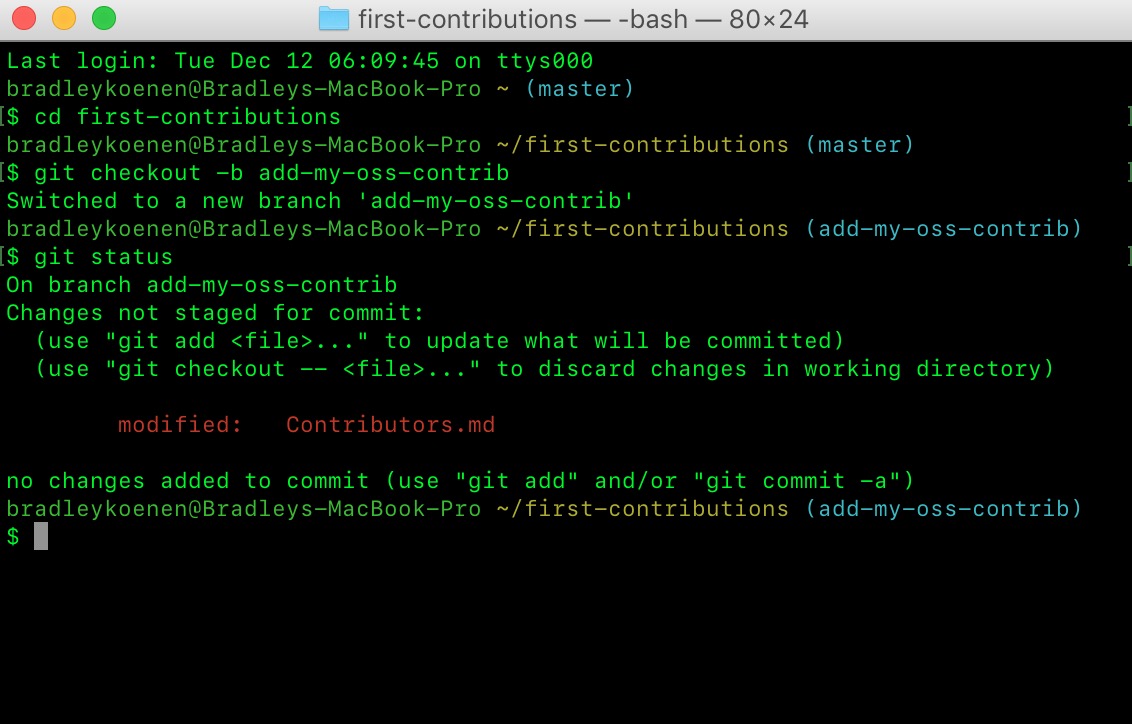 first-contributions — -bash — 80×24
Last login: Tue Dec 12 06:09:45 on ttys000
bradleykoenen@Bradleys-MacBook-Pro ~ (master)
[$ cd first-contributions ]
bradleykoenen@Bradleys-MacBook-Pro ~/first-contributions (master)
[$ git checkout -b add-my-oss-contrib ]
Switched to a new branch 'add-my-oss-contrib'
bradleykoenen@Bradleys-MacBook-Pro ~/first-contributions (add-my-oss-contrib)
[$ git status ]
On branch add-my-oss-contrib
Changes not staged for commit:
  (use "git add <file>..." to update what will be committed)
  (use "git checkout -- <file>..." to discard changes in working directory)
        modified:   Contributors.md
no changes added to commit (use "git add" and/or "git commit -a")
bradleykoenen@Bradleys-MacBook-Pro ~/first-contributions (add-my-oss-contrib)
$